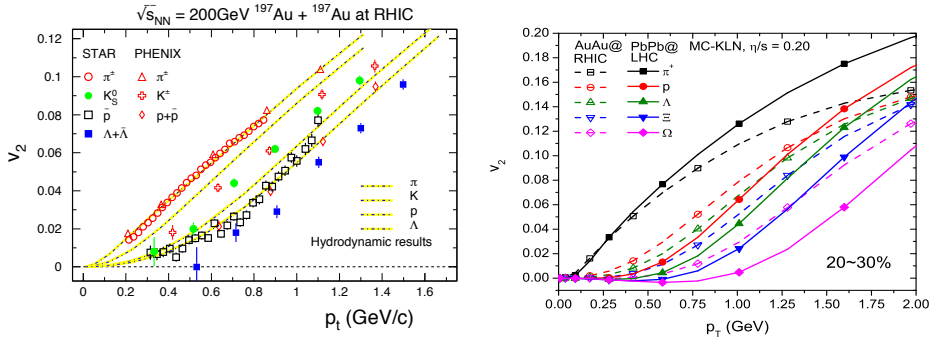 √s̅NN = 200GeV ¹⁹⁷Au + ¹⁹⁷Au at RHIC
v₂
0.12
0.1
0.08
0.06
0.04
0.02
0
STAR PHENIX
π± π±
K⁰S K±
p̄ p+p̄
Λ+Λ̄
π
K
p
Λ
Hydrodynamic results
0 0.2 0.4 0.6 0.8 1 1.2 1.4 1.6
pt (GeV/c)
v₂
0.20
0.18
0.16
0.14
0.12
0.10
0.08
0.06
0.04
0.02
0.00
AuAu@ PbPb@ MC-KLN, η/s = 0.20
RHIC LHC
π⁺
p
Λ
Ξ
Ω
20~30%
0.00 0.25 0.50 0.75 1.00 1.25 1.50 1.75 2.00
pT (GeV)